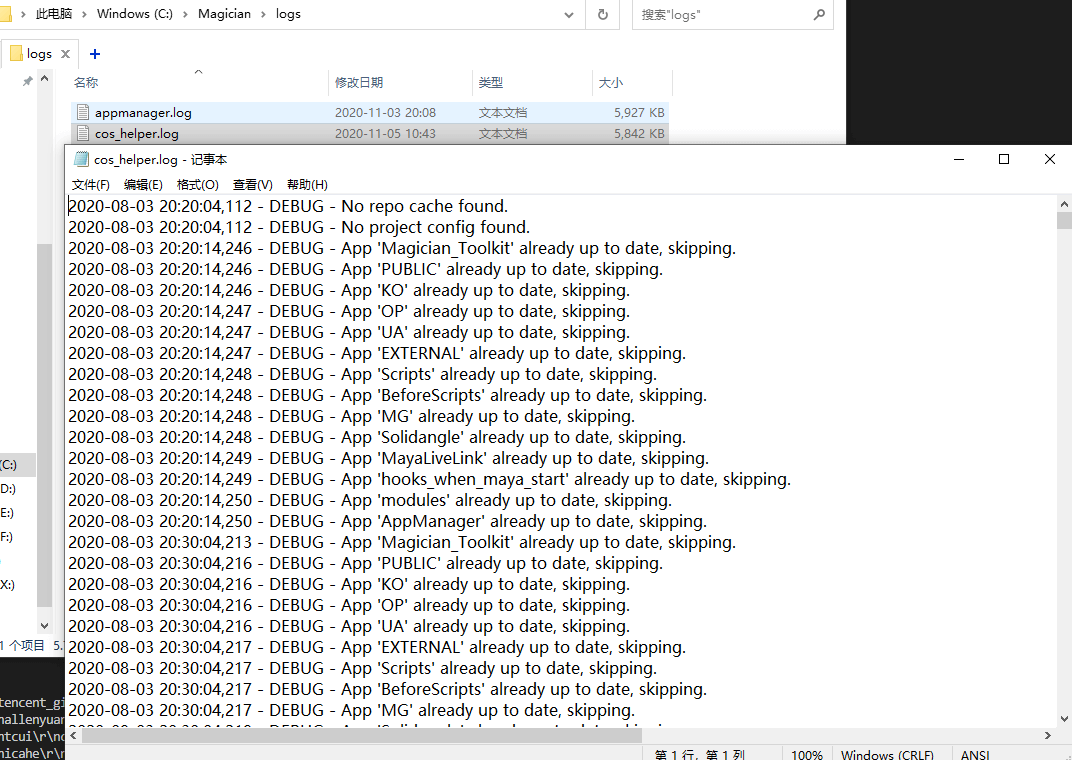 此电脑 › Windows (C:) › Magician › logs
搜索"logs"
logs
名称 修改日期 类型 大小
appmanager.log 2020-11-03 20:08 文本文档 5,927 KB
cos_helper.log 2020-11-05 10:43 文本文档 5,842 KB
cos_helper.log - 记事本
文件(F) 编辑(E) 格式(O) 查看(V) 帮助(H)
2020-08-03 20:20:04,112 - DEBUG - No repo cache found.
2020-08-03 20:20:04,112 - DEBUG - No project config found.
2020-08-03 20:20:14,246 - DEBUG - App 'Magician_Toolkit' already up to date, skipping.
2020-08-03 20:20:14,246 - DEBUG - App 'PUBLIC' already up to date, skipping.
2020-08-03 20:20:14,246 - DEBUG - App 'KO' already up to date, skipping.
2020-08-03 20:20:14,247 - DEBUG - App 'OP' already up to date, skipping.
2020-08-03 20:20:14,247 - DEBUG - App 'UA' already up to date, skipping.
2020-08-03 20:20:14,247 - DEBUG - App 'EXTERNAL' already up to date, skipping.
2020-08-03 20:20:14,248 - DEBUG - App 'Scripts' already up to date, skipping.
2020-08-03 20:20:14,248 - DEBUG - App 'BeforeScripts' already up to date, skipping.
2020-08-03 20:20:14,248 - DEBUG - App 'MG' already up to date, skipping.
2020-08-03 20:20:14,248 - DEBUG - App 'Solidangle' already up to date, skipping.
2020-08-03 20:20:14,249 - DEBUG - App 'MayaLiveLink' already up to date, skipping.
2020-08-03 20:20:14,249 - DEBUG - App 'hooks_when_maya_start' already up to date, skipping.
2020-08-03 20:20:14,250 - DEBUG - App 'modules' already up to date, skipping.
2020-08-03 20:20:14,250 - DEBUG - App 'AppManager' already up to date, skipping.
2020-08-03 20:30:04,213 - DEBUG - App 'Magician_Toolkit' already up to date, skipping.
2020-08-03 20:30:04,216 - DEBUG - App 'PUBLIC' already up to date, skipping.
2020-08-03 20:30:04,216 - DEBUG - App 'KO' already up to date, skipping.
2020-08-03 20:30:04,216 - DEBUG - App 'OP' already up to date, skipping.
2020-08-03 20:30:04,216 - DEBUG - App 'UA' already up to date, skipping.
2020-08-03 20:30:04,217 - DEBUG - App 'EXTERNAL' already up to date, skipping.
2020-08-03 20:30:04,217 - DEBUG - App 'Scripts' already up to date, skipping.
2020-08-03 20:30:04,217 - DEBUG - App 'BeforeScripts' already up to date, skipping.
2020-08-03 20:30:04,217 - DEBUG - App 'MG' already up to date, skipping.
(C:)
D:)
E:)
F:)
X:)
1 个项目 5.
tencent_gi
hallenyuan
ntcui\r\nc
nicahe\r\n
第 1 行，第 1 列 100% Windows (CRLF) ANSI